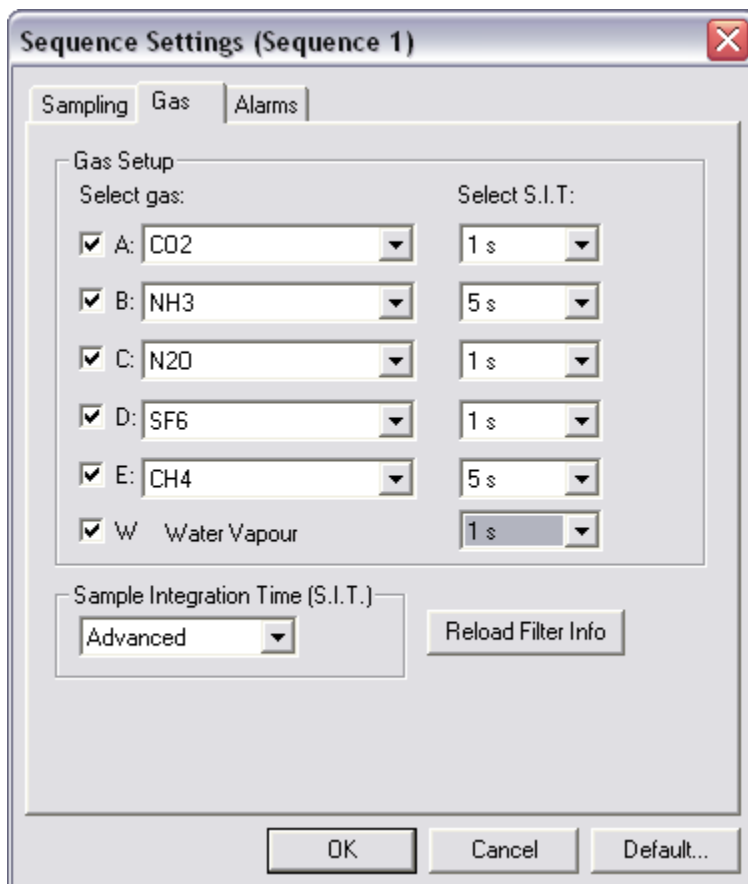 Sequence Settings (Sequence 1)
Sampling Gas Alarms
Gas Setup
Select gas: Select S.I.T:
A: CO2 1 s
B: NH3 5 s
C: N2O 1 s
D: SF6 1 s
E: CH4 5 s
W Water Vapour 1 s
Sample Integration Time (S.I.T.)
Advanced Reload Filter Info
OK Cancel Default...